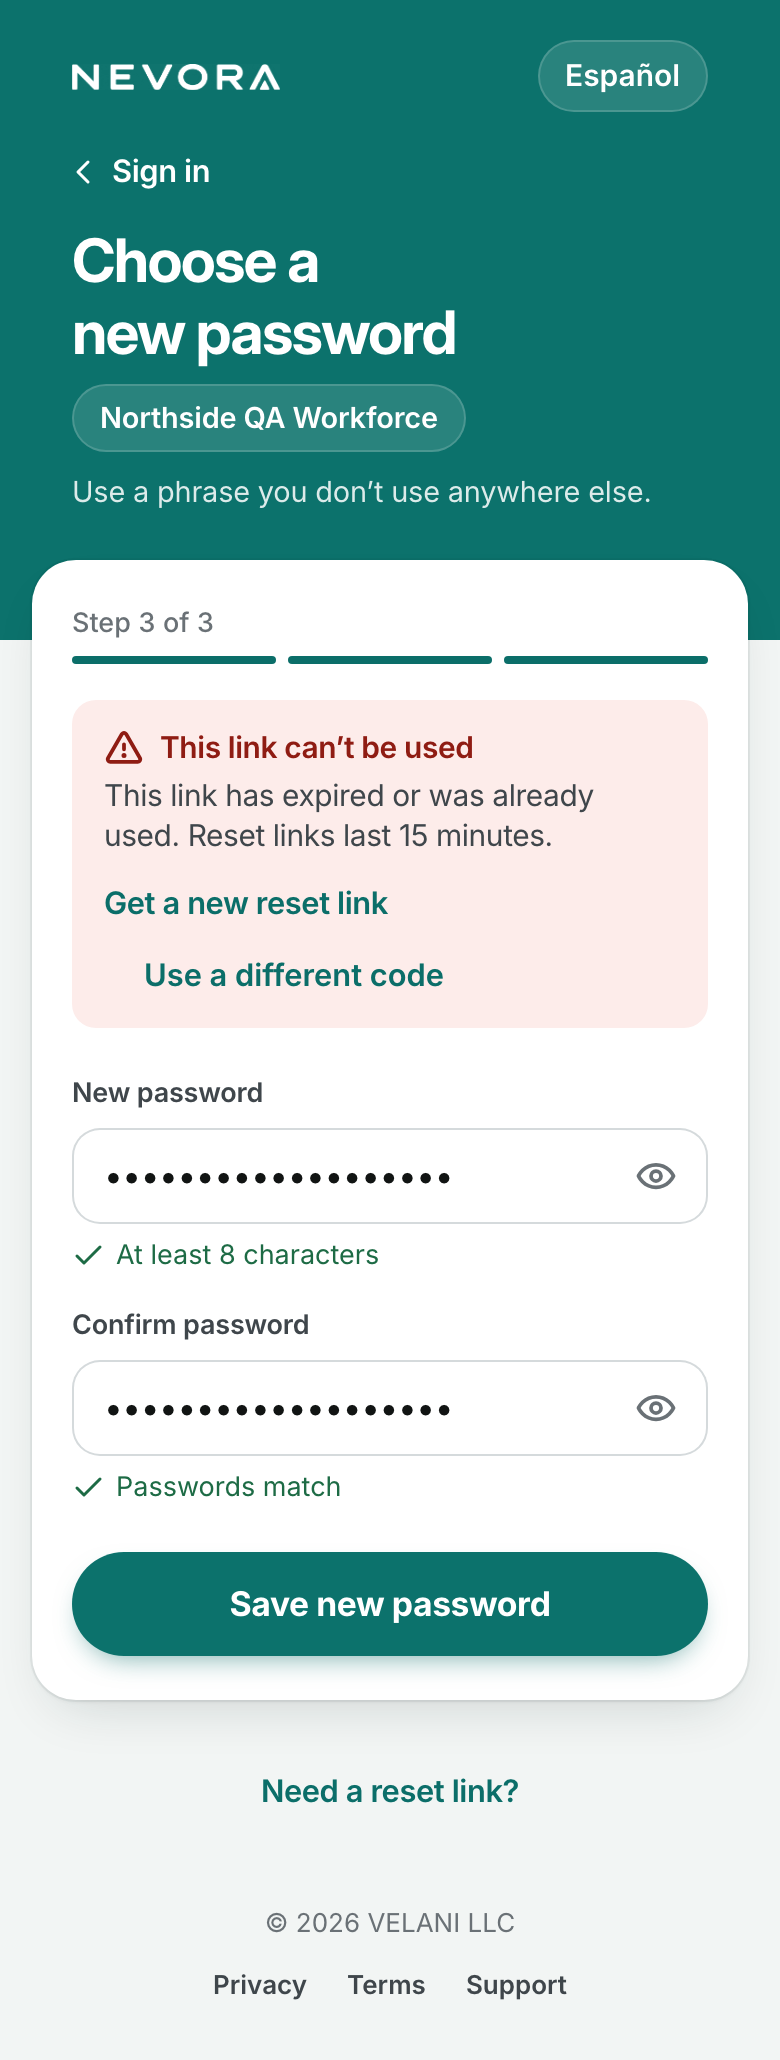 NEVORA
Español
Sign in
Choose a
new password
Northside QA Workforce
Use a phrase you don’t use anywhere else.
Step 3 of 3
This link can’t be used
This link has expired or was already
used. Reset links last 15 minutes.
Get a new reset link
Use a different code
New password
•••••••••••••••••••
At least 8 characters
Confirm password
•••••••••••••••••••
Passwords match
Save new password
Need a reset link?
© 2026 VELANI LLC
Privacy Terms Support